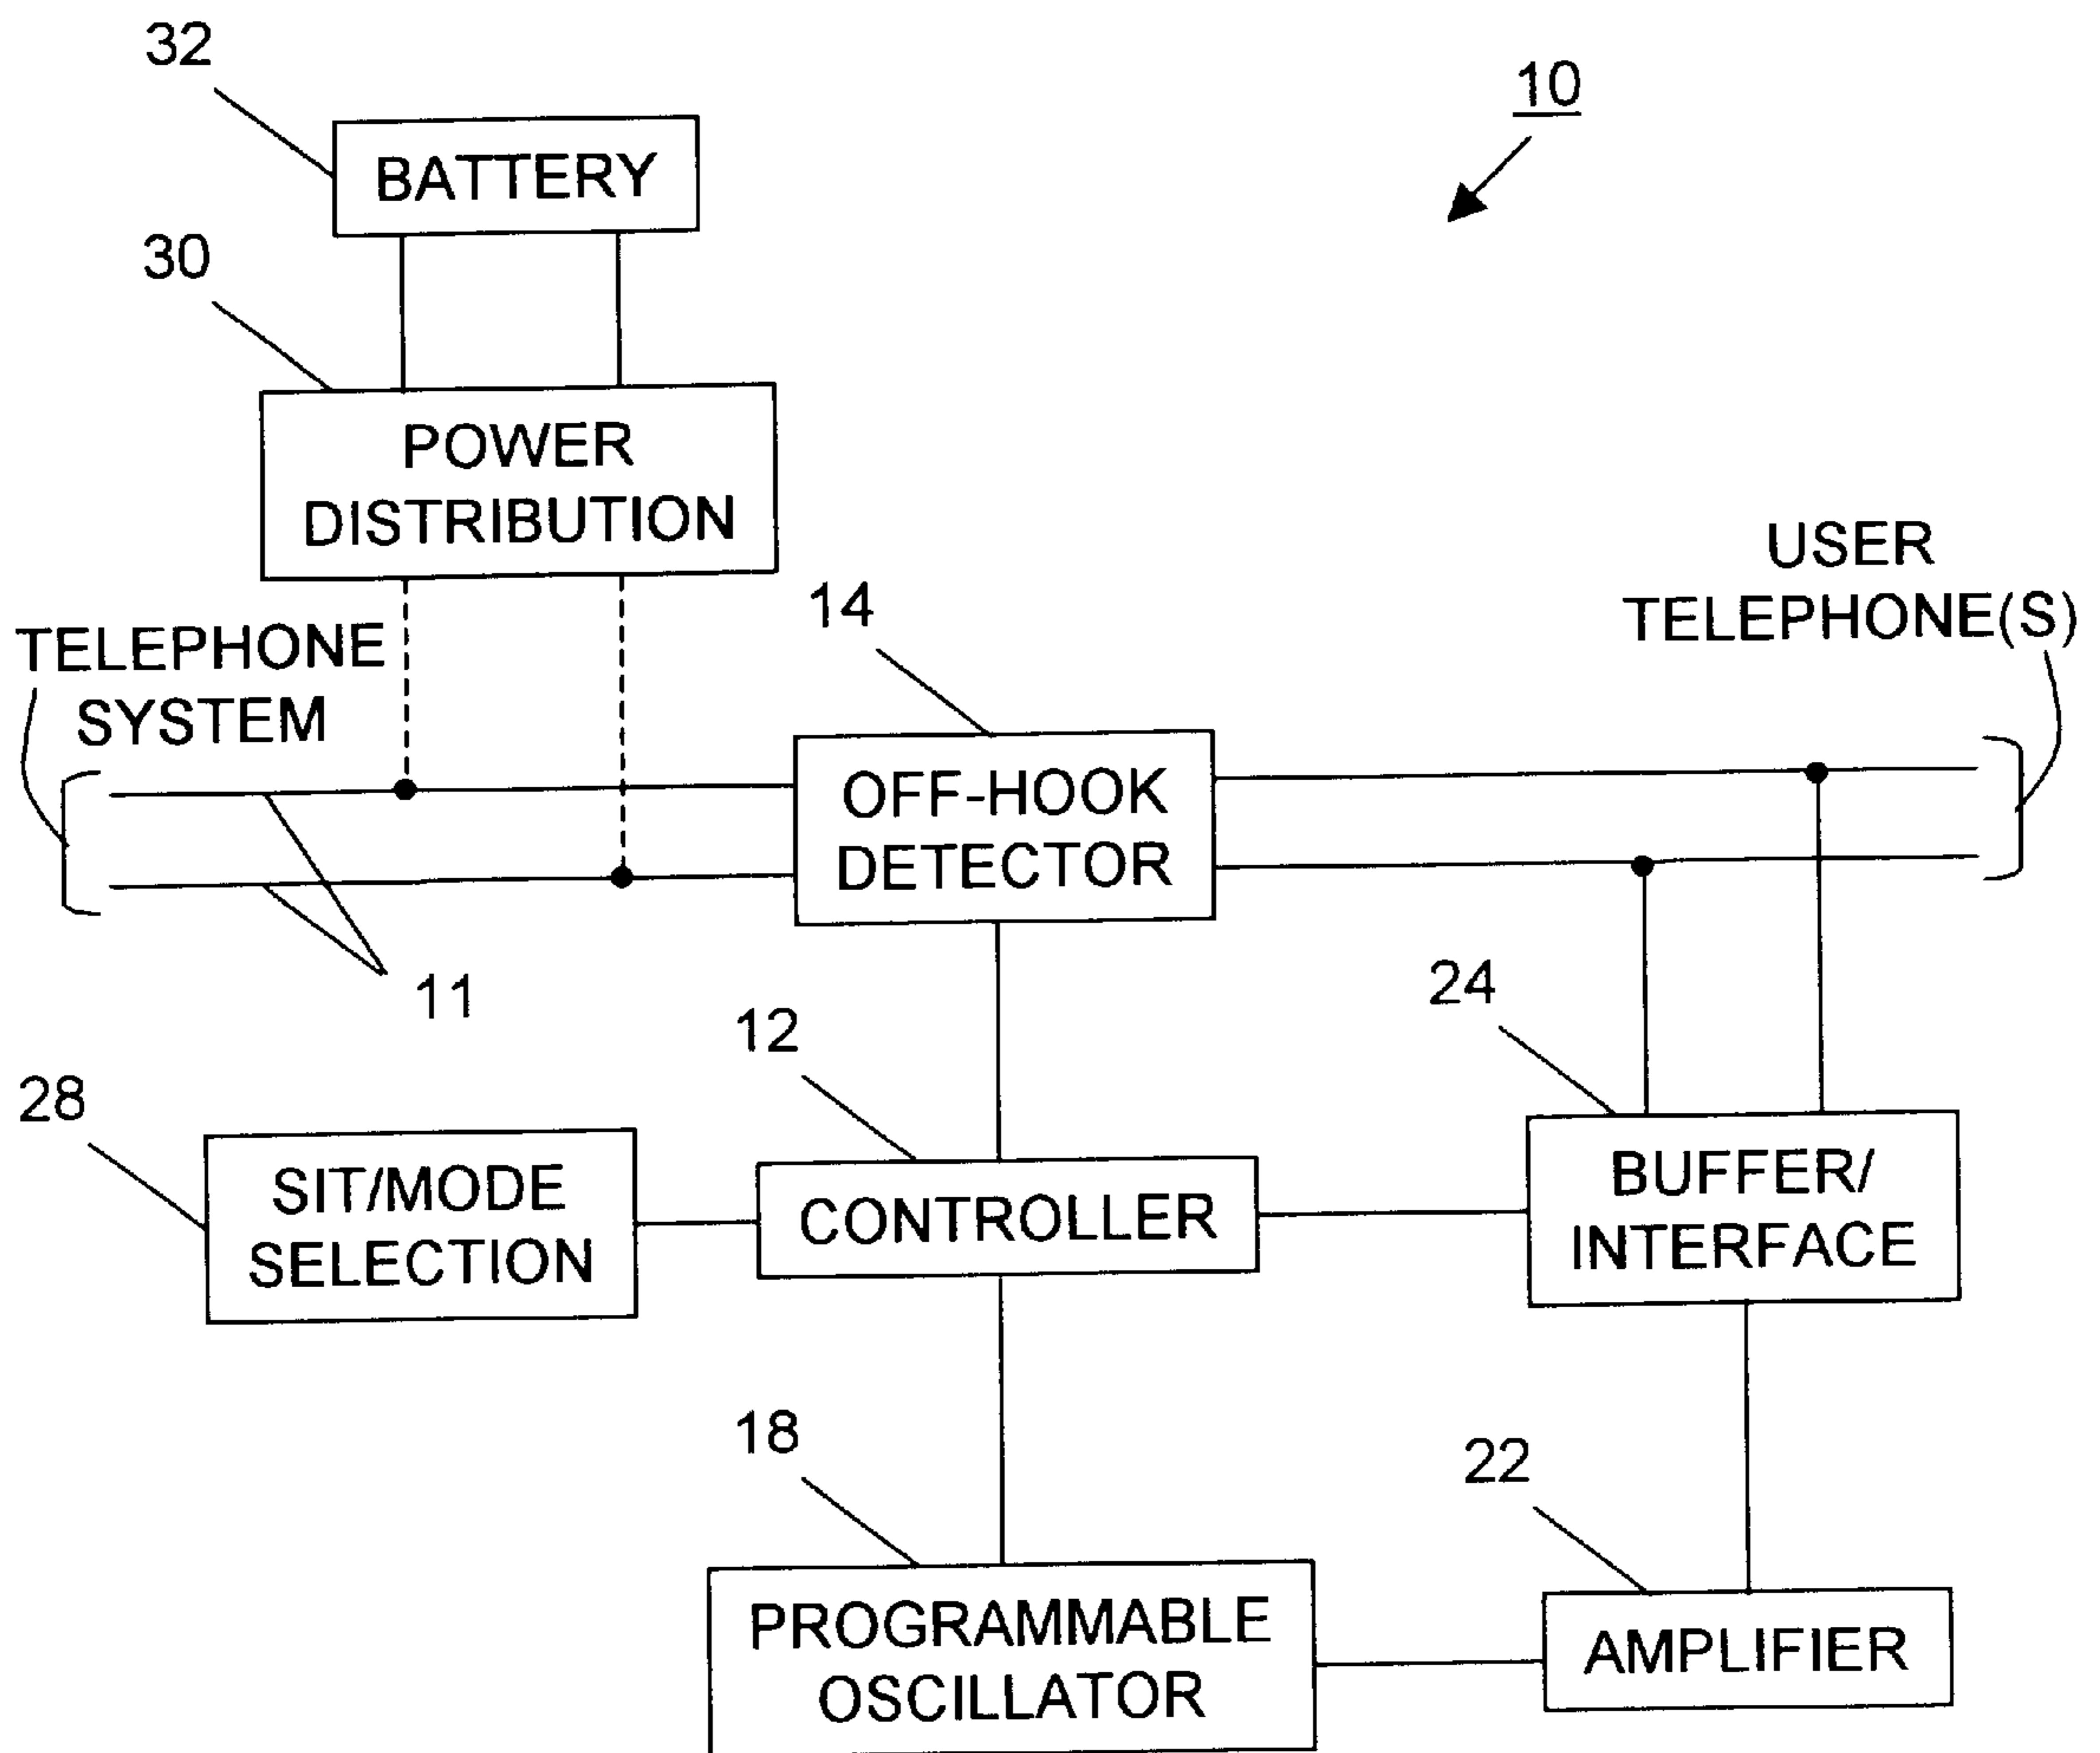 32
10
BATTERY
30
POWER
DISTRIBUTION
USER
TELEPHONE(S)
14
TELEPHONE
SYSTEM
OFF-HOOK
DETECTOR
11
24
12
28
SIT/MODE
SELECTION
CONTROLLER
BUFFER/
INTERFACE
18
22
PROGRAMMABLE
OSCILLATOR
AMPLIFIER